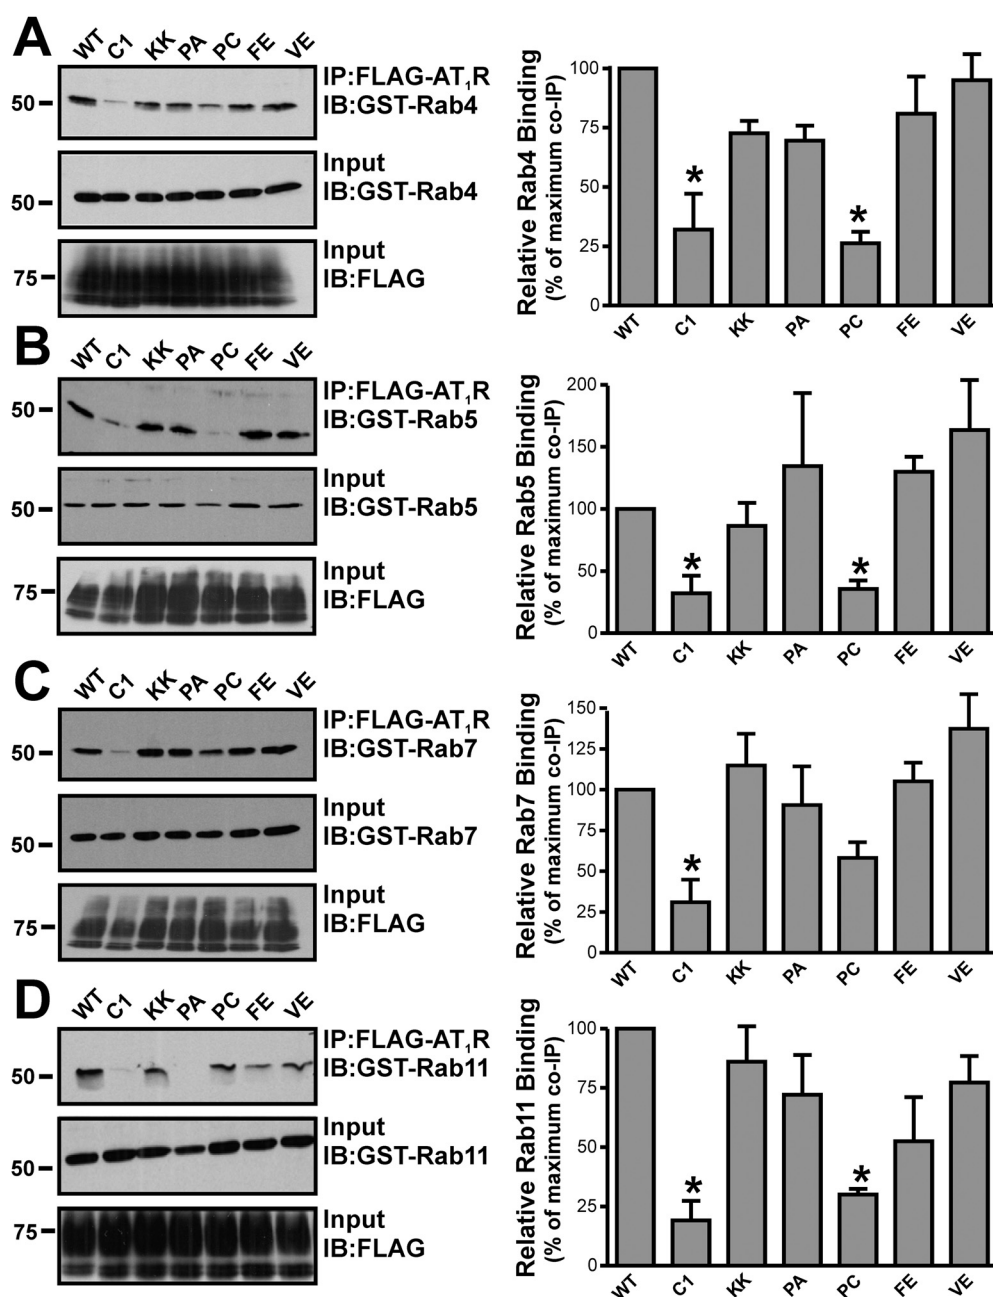 A
WT C1 KK PA PC FE VE
50
IP:FLAG-AT₁R
IB:GST-Rab4
50
Input
IB:GST-Rab4
75
Input
IB:FLAG
Relative Rab4 Binding
(% of maximum co-IP)
100
75
50
25
0
*
*
WT C1 KK PA PC FE VE
B
WT C1 KK PA PC FE VE
50
IP:FLAG-AT₁R
IB:GST-Rab5
50
Input
IB:GST-Rab5
75
Input
IB:FLAG
Relative Rab5 Binding
(% of maximum co-IP)
200
150
100
50
0
*
*
WT C1 KK PA PC FE VE
C
WT C1 KK PA PC FE VE
50
IP:FLAG-AT₁R
IB:GST-Rab7
50
Input
IB:GST-Rab7
75
Input
IB:FLAG
Relative Rab7 Binding
(% of maximum co-IP)
150
125
100
75
50
25
0
*
WT C1 KK PA PC FE VE
D
WT C1 KK PA PC FE VE
50
IP:FLAG-AT₁R
IB:GST-Rab11
50
Input
IB:GST-Rab11
75
Input
IB:FLAG
Relative Rab11 Binding
(% of maximum co-IP)
100
75
50
25
0
*
*
WT C1 KK PA PC FE VE